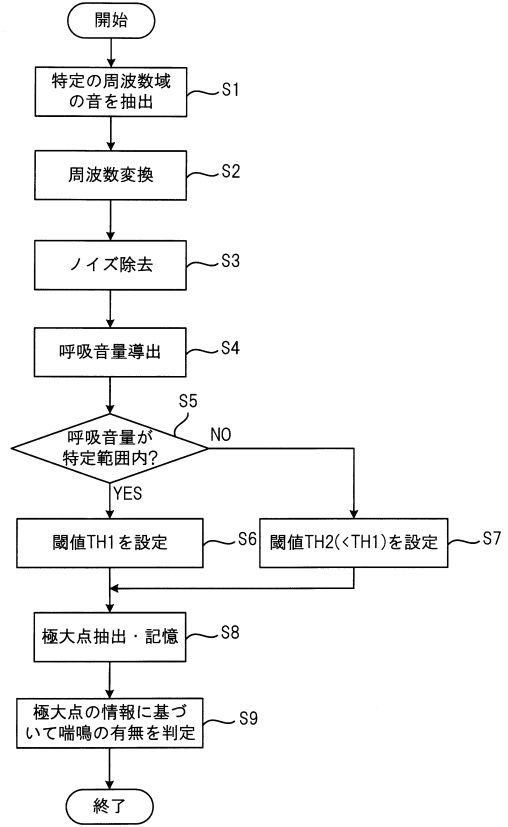 開始
特定の周波数域
の音を抽出
S1
周波数変換
S2
ノイズ除去
S3
呼吸音量導出
S4
呼吸音量が
特定範囲内?
S5
NO
YES
閾値TH1を設定
S6
閾値TH2(<TH1)を設定
S7
極大点抽出・記憶
S8
極大点の情報に基づ
いて喘鳴の有無を判定
S9
終了